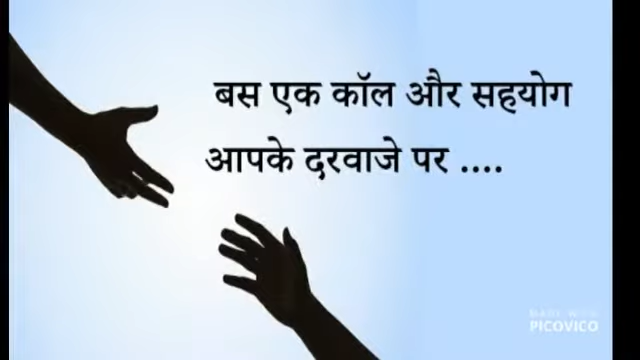 बस एक कॉल और सहयोग
आपके दरवाजे पर ....
MADE WITH
PICOVICO